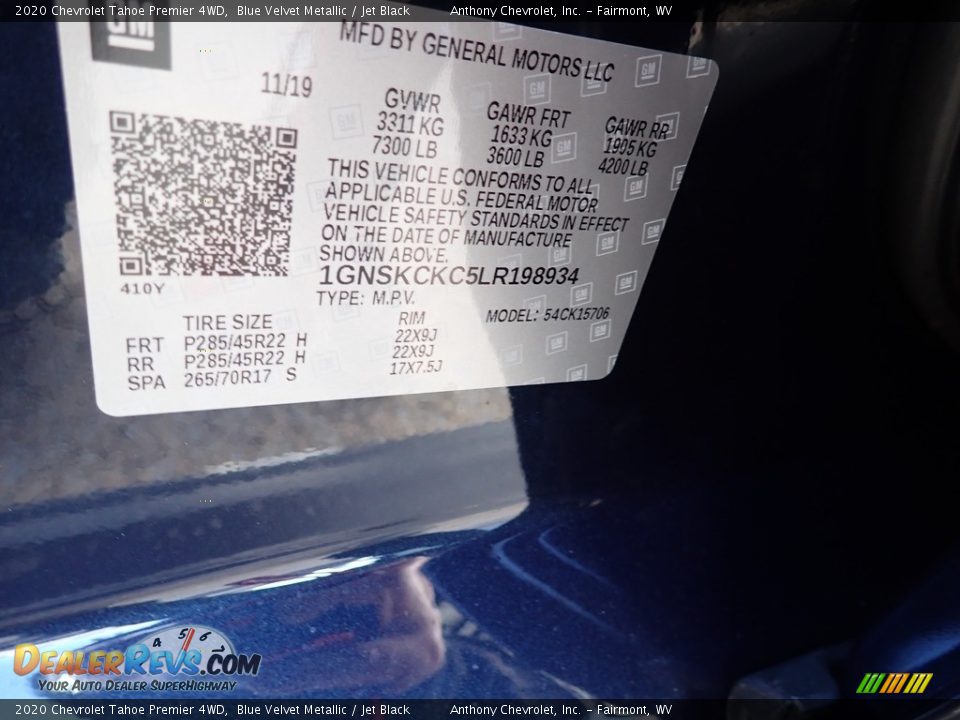 2020 Chevrolet Tahoe Premier 4WD, Blue Velvet Metallic / Jet Black Anthony Chevrolet, Inc. - Fairmont, WV
GM
MFD BY GENERAL MOTORS LLC
11/19
GVWR GAWR FRT GAWR RR
3311 KG 1633 KG 1905 KG
7300 LB 3600 LB 4200 LB
THIS VEHICLE CONFORMS TO ALL
APPLICABLE U.S. FEDERAL MOTOR
VEHICLE SAFETY STANDARDS IN EFFECT
ON THE DATE OF MANUFACTURE
SHOWN ABOVE.
1GNSKCKC5LR198934
410Y
TYPE: M.P.V. MODEL: 54CK15706
TIRE SIZE RIM
FRT P285/45R22 H 22X9J
RR P285/45R22 H 22X9J
SPA 265/70R17 S 17X7.5J
4 5 6
DEALERREVS.COM
YOUR AUTO DEALER SUPERHIGHWAY
2020 Chevrolet Tahoe Premier 4WD, Blue Velvet Metallic / Jet Black Anthony Chevrolet, Inc. - Fairmont, WV